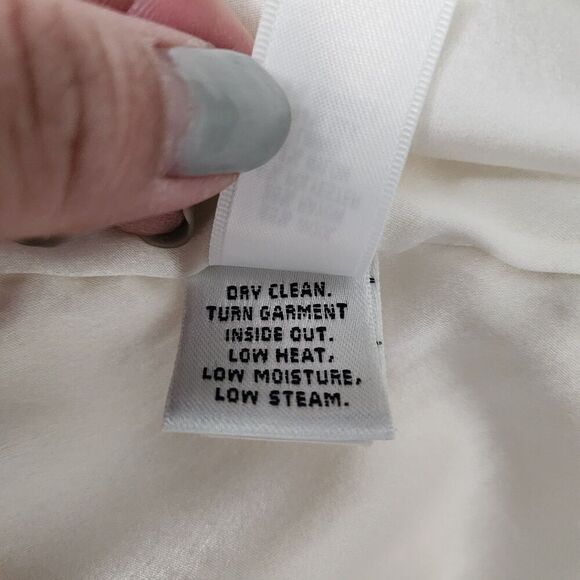 DRY CLEAN.
TURN GARMENT
INSIDE OUT.
LOW HEAT,
LOW MOISTURE,
LOW STEAM.